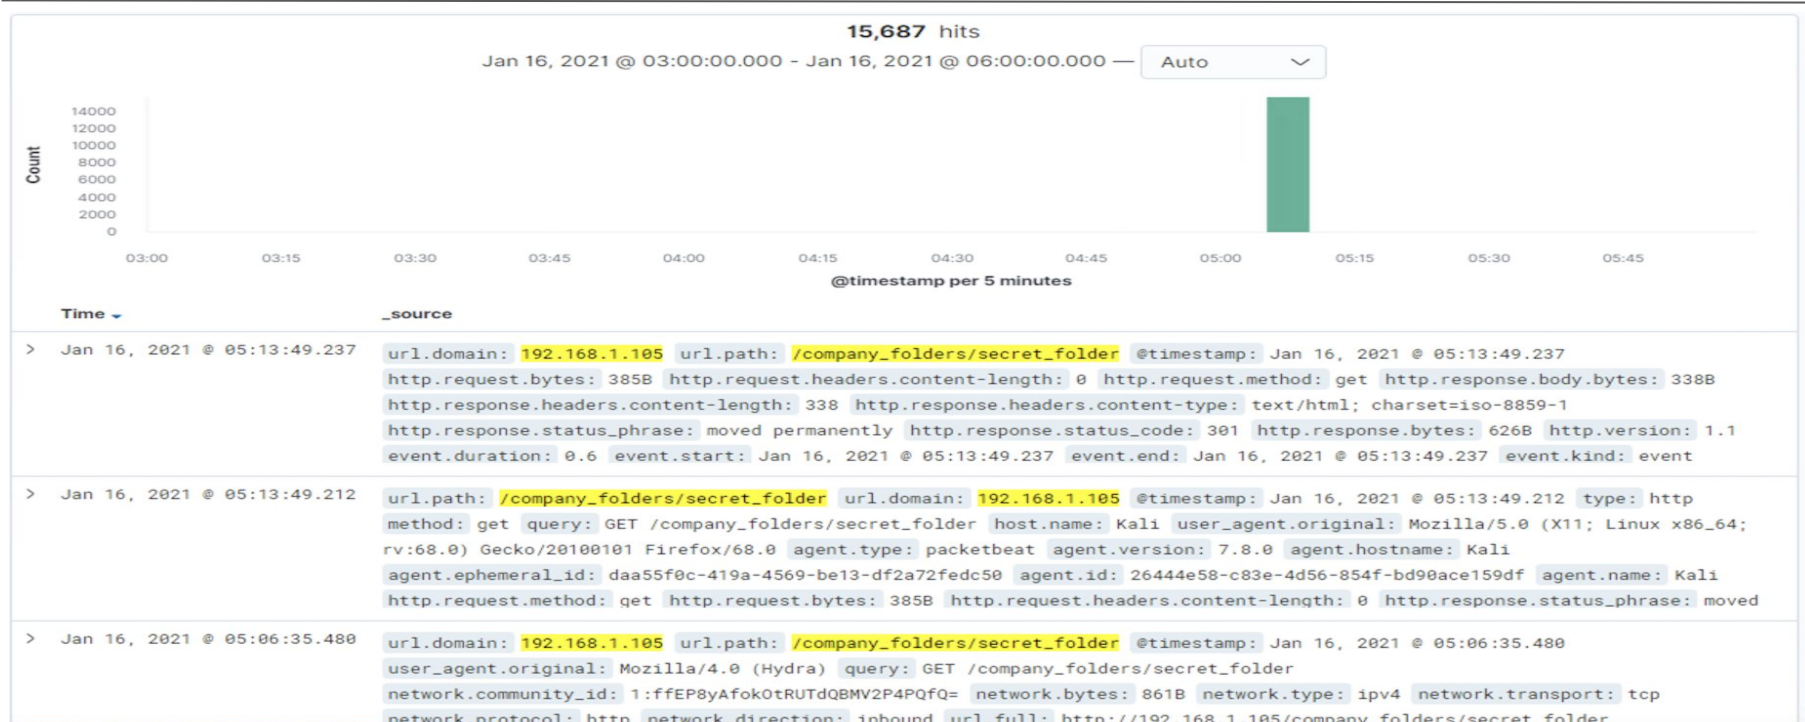 15,687 hits
Jan 16, 2021 @ 03:00:00.000 - Jan 16, 2021 @ 06:00:00.000 — Auto
14000
12000
10000
8000
6000
4000
2000
0
Count
03:00 03:15 03:30 03:45 04:00 04:15 04:30 04:45 05:00 05:15 05:30 05:45
@timestamp per 5 minutes
Time _source
Jan 16, 2021 @ 05:13:49.237 url.domain: 192.168.1.105 url.path: /company_folders/secret_folder @timestamp: Jan 16, 2021 @ 05:13:49.237
http.request.bytes: 385B http.request.headers.content-length: 0 http.request.method: get http.response.body.bytes: 338B
http.response.headers.content-length: 338 http.response.headers.content-type: text/html; charset=iso-8859-1
http.response.status_phrase: moved permanently http.response.status_code: 301 http.response.bytes: 626B http.version: 1.1
event.duration: 0.6 event.start: Jan 16, 2021 @ 05:13:49.237 event.end: Jan 16, 2021 @ 05:13:49.237 event.kind: event
Jan 16, 2021 @ 05:13:49.212 url.path: /company_folders/secret_folder url.domain: 192.168.1.105 @timestamp: Jan 16, 2021 @ 05:13:49.212 type: http
method: get query: GET /company_folders/secret_folder host.name: Kali user_agent.original: Mozilla/5.0 (X11; Linux x86_64;
rv:68.0) Gecko/20100101 Firefox/68.0 agent.type: packetbeat agent.version: 7.8.0 agent.hostname: Kali
agent.ephemeral_id: daa55f0c-419a-4569-be13-df2a72fedc50 agent.id: 26444e58-c83e-4d56-854f-bd90ace159df agent.name: Kali
http.request.method: get http.request.bytes: 385B http.request.headers.content-length: 0 http.response.status_phrase: moved
Jan 16, 2021 @ 05:06:35.480 url.domain: 192.168.1.105 url.path: /company_folders/secret_folder @timestamp: Jan 16, 2021 @ 05:06:35.480
user_agent.original: Mozilla/4.0 (Hydra) query: GET /company_folders/secret_folder
network.community_id: 1:ffEP8yAfokOtRUTdQBMV2P4PQfQ= network.bytes: 861B network.type: ipv4 network.transport: tcp
network.protocol: http network.direction: inbound url.full: http://192.168.1.105/company_folders/secret_folder